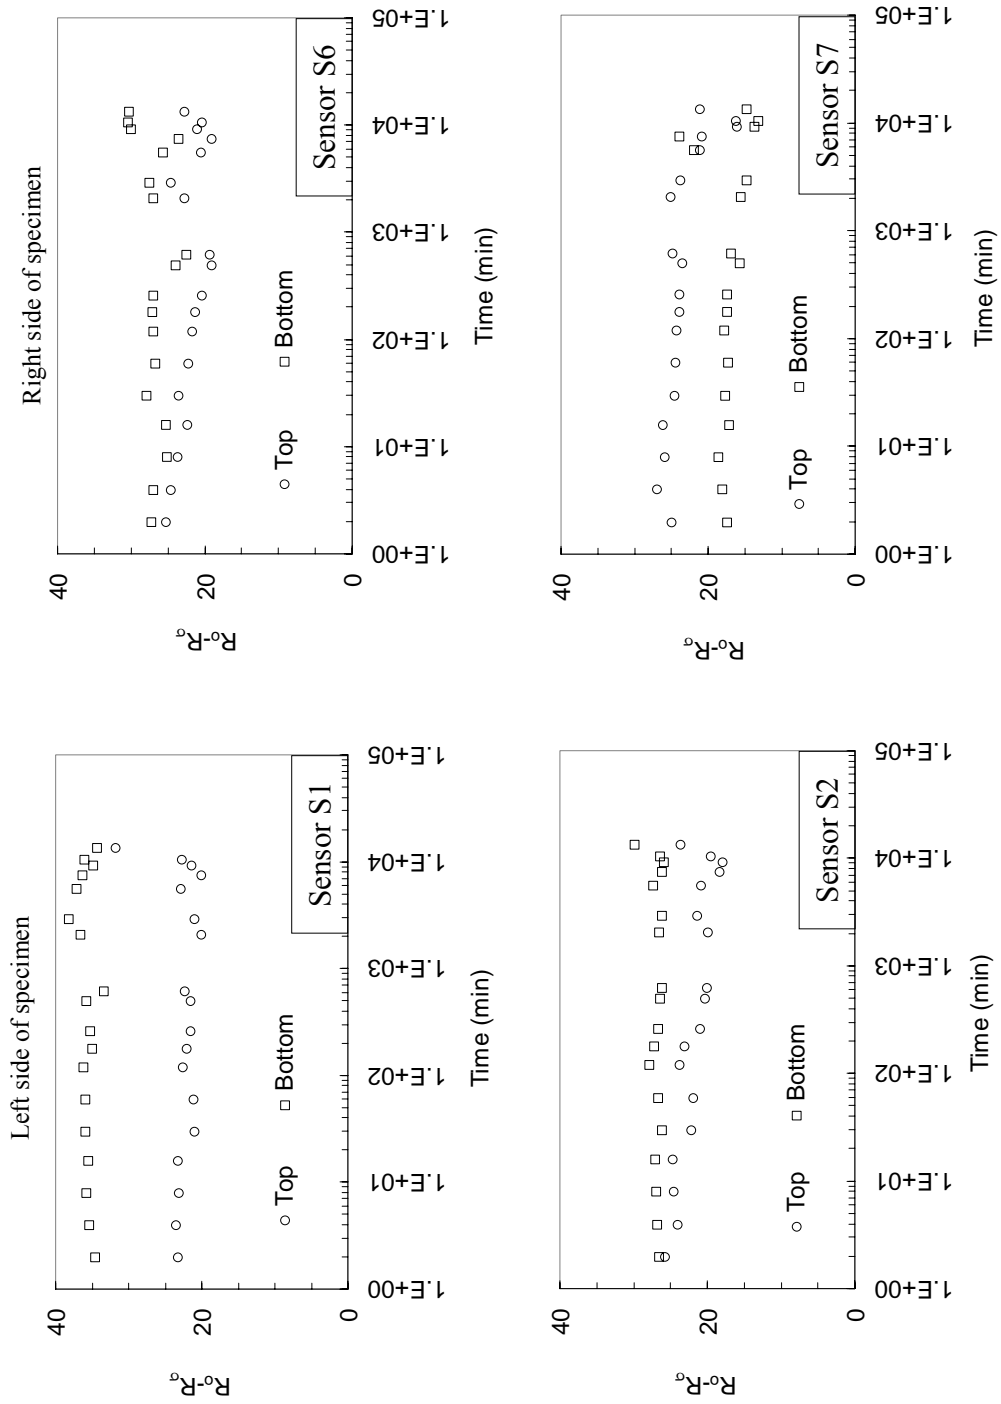 Left side of specimen
40
20
0
Ro-Rσ
1.E+00
1.E+01
1.E+02
1.E+03
1.E+04
1.E+05
Time (min)
Top
Bottom
Sensor S1
Right side of specimen
40
20
0
Ro-Rσ
1.E+00
1.E+01
1.E+02
1.E+03
1.E+04
1.E+05
Time (min)
Top
Bottom
Sensor S6
40
20
0
Ro-Rσ
1.E+00
1.E+01
1.E+02
1.E+03
1.E+04
1.E+05
Time (min)
Top
Bottom
Sensor S2
40
20
0
Ro-Rσ
1.E+00
1.E+01
1.E+02
1.E+03
1.E+04
1.E+05
Time (min)
Top
Bottom
Sensor S7